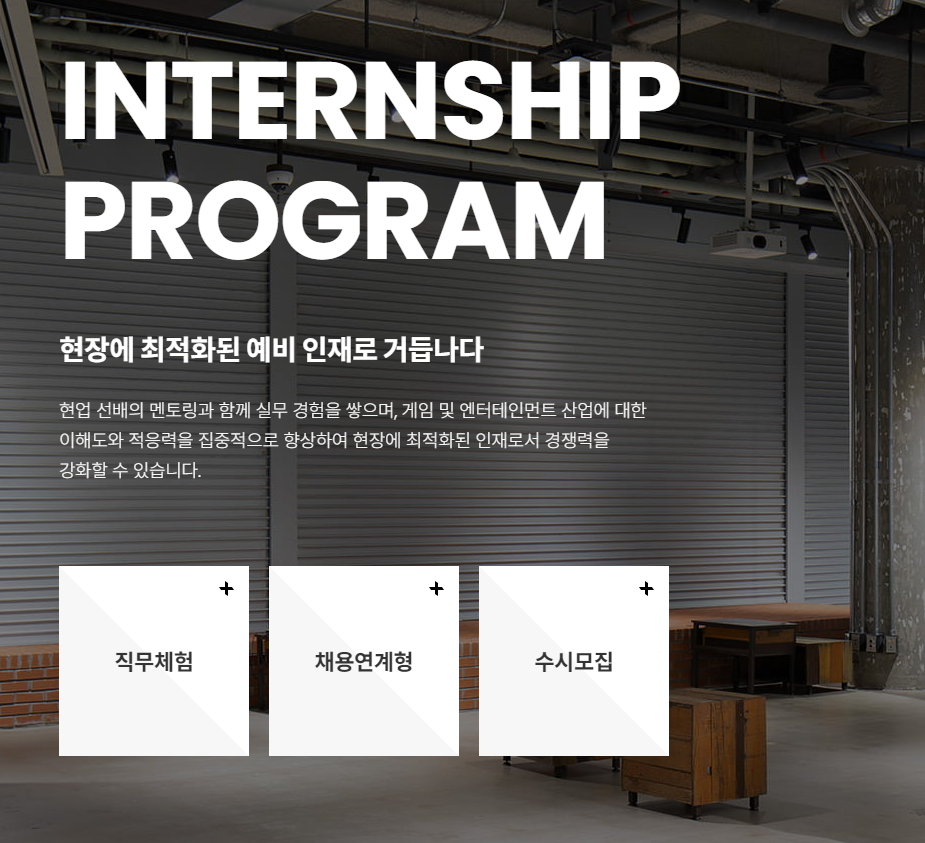 INTERNSHIP
PROGRAM
현장에 최적화된 예비 인재로 거듭나다
현업 선배의 멘토링과 함께 실무 경험을 쌓으며, 게임 및 엔터테인먼트 산업에 대한
이해도와 적응력을 집중적으로 향상하여 현장에 최적화된 인재로서 경쟁력을
강화할 수 있습니다.
직무체험
채용연계형
수시모집